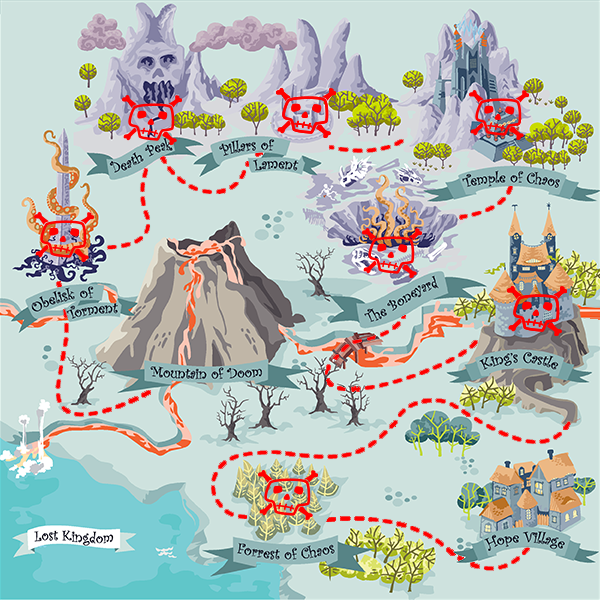 Death Peak
Pillars of
Lament
Temple of Chaos
Obelisk of
Torment
The Boneyard
Mountain of Doom
King's Castle
Lost Kingdom
Forrest of Chaos
Hope Village